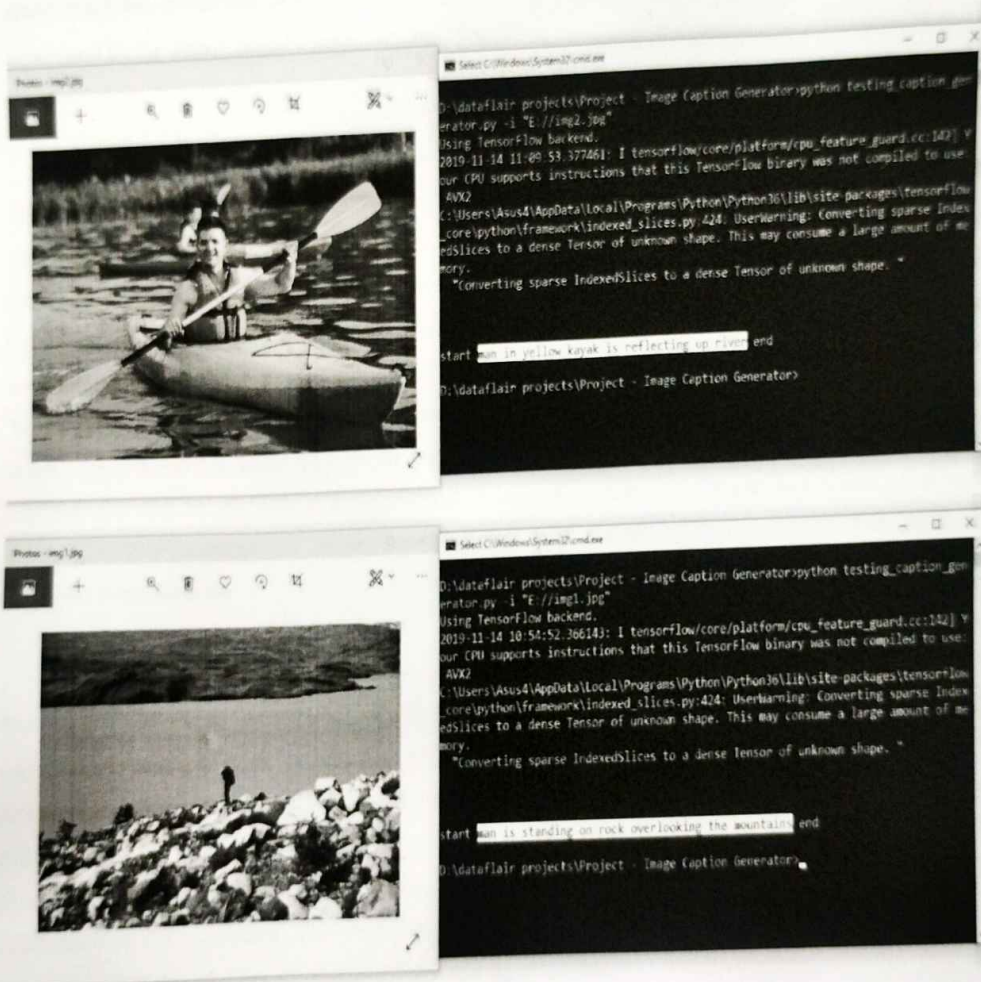 Photos - img2.jpg
Select C:\Windows\System32\cmd.exe
D:\dataflair projects\Project - Image Caption Generator>python testing_caption_gen
erator.py -i "E://img2.jpg"
Using TensorFlow backend.
2019-11-14 11:09:53.377461: I tensorflow/core/platform/cpu_feature_guard.cc:142] Y
our CPU supports instructions that this TensorFlow binary was not compiled to use:
AVX2
C:\Users\Asus4\AppData\Local\Programs\Python\Python36\lib\site-packages\tensorflow
_core\python\framework\indexed_slices.py:424: UserWarning: Converting sparse Index
edSlices to a dense Tensor of unknown shape. This may consume a large amount of me
mory.
"Converting sparse IndexedSlices to a dense Tensor of unknown shape. "
start man in yellow kayak is reflecting up river end
D:\dataflair projects\Project - Image Caption Generator>
Photos - img1.jpg
Select C:\Windows\System32\cmd.exe
D:\dataflair projects\Project - Image Caption Generator>python testing_caption_gen
erator.py -i "E://img1.jpg"
Using TensorFlow backend.
2019-11-14 10:54:52.366143: I tensorflow/core/platform/cpu_feature_guard.cc:142] Y
our CPU supports instructions that this TensorFlow binary was not compiled to use:
AVX2
C:\Users\Asus4\AppData\Local\Programs\Python\Python36\lib\site-packages\tensorflow
_core\python\framework\indexed_slices.py:424: UserWarning: Converting sparse Index
edSlices to a dense Tensor of unknown shape. This may consume a large amount of me
mory.
"Converting sparse IndexedSlices to a dense Tensor of unknown shape. "
start man is standing on rock overlooking the mountains end
D:\dataflair projects\Project - Image Caption Generator>